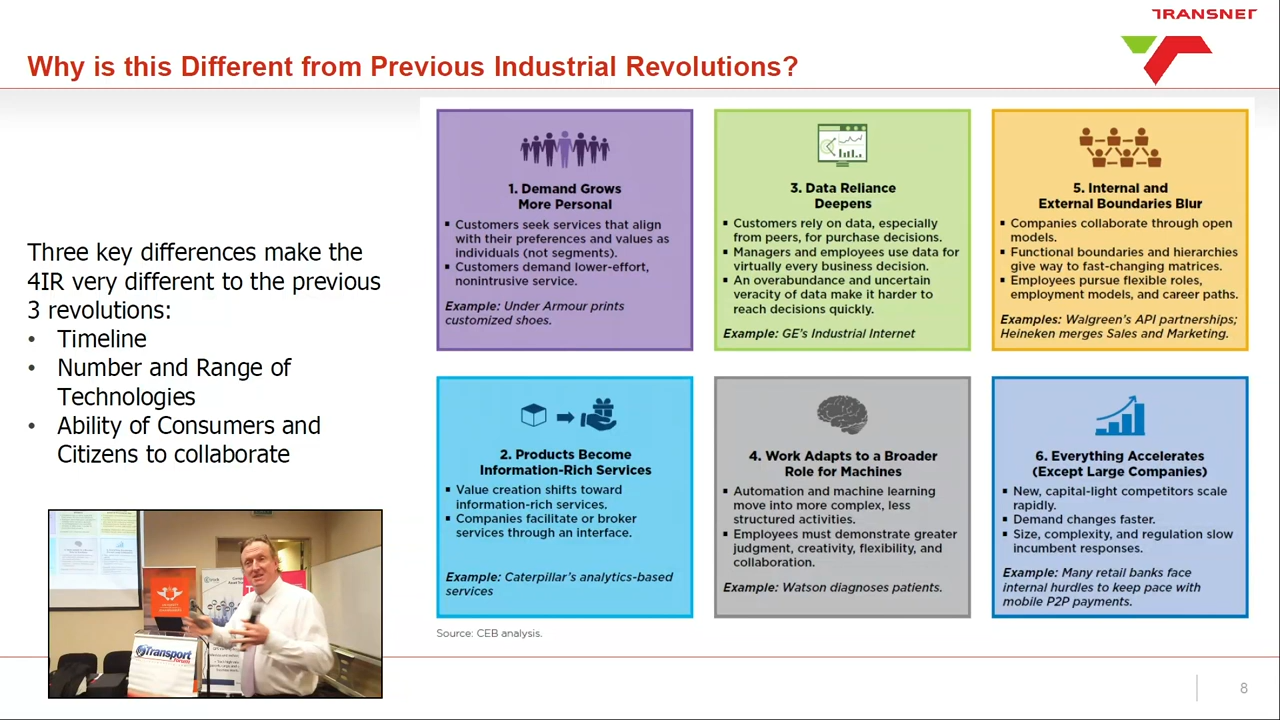 TRANSNET
Why is this Different from Previous Industrial Revolutions?
Three key differences make the
4IR very different to the previous
3 revolutions:
• Timeline
• Number and Range of
Technologies
• Ability of Consumers and
Citizens to collaborate
1. Demand Grows
More Personal
▪ Customers seek services that align
with their preferences and values as
individuals (not segments).
▪ Customers demand lower-effort,
nonintrusive service.
Example: Under Armour prints
customized shoes.
3. Data Reliance
Deepens
▪ Customers rely on data, especially
from peers, for purchase decisions.
▪ Managers and employees use data for
virtually every business decision.
▪ An overabundance and uncertain
veracity of data make it harder to
reach decisions quickly.
Example: GE's Industrial Internet
5. Internal and
External Boundaries Blur
▪ Companies collaborate through open
models.
▪ Functional boundaries and hierarchies
give way to fast-changing matrices.
▪ Employees pursue flexible roles,
employment models, and career paths.
Examples: Walgreen's API partnerships;
Heineken merges Sales and Marketing.
2. Products Become
Information-Rich Services
▪ Value creation shifts toward
information-rich services.
▪ Companies facilitate or broker
services through an interface.
Example: Caterpillar's analytics-based
services
4. Work Adapts to a Broader
Role for Machines
▪ Automation and machine learning
move into more complex, less
structured activities.
▪ Employees must demonstrate greater
judgment, creativity, flexibility, and
collaboration.
Example: Watson diagnoses patients.
6. Everything Accelerates
(Except Large Companies)
▪ New, capital-light competitors scale
rapidly.
▪ Demand changes faster.
▪ Size, complexity, and regulation slow
incumbent responses.
Example: Many retail banks face
internal hurdles to keep pace with
mobile P2P payments.
Source: CEB analysis.
Transport
Forum
8